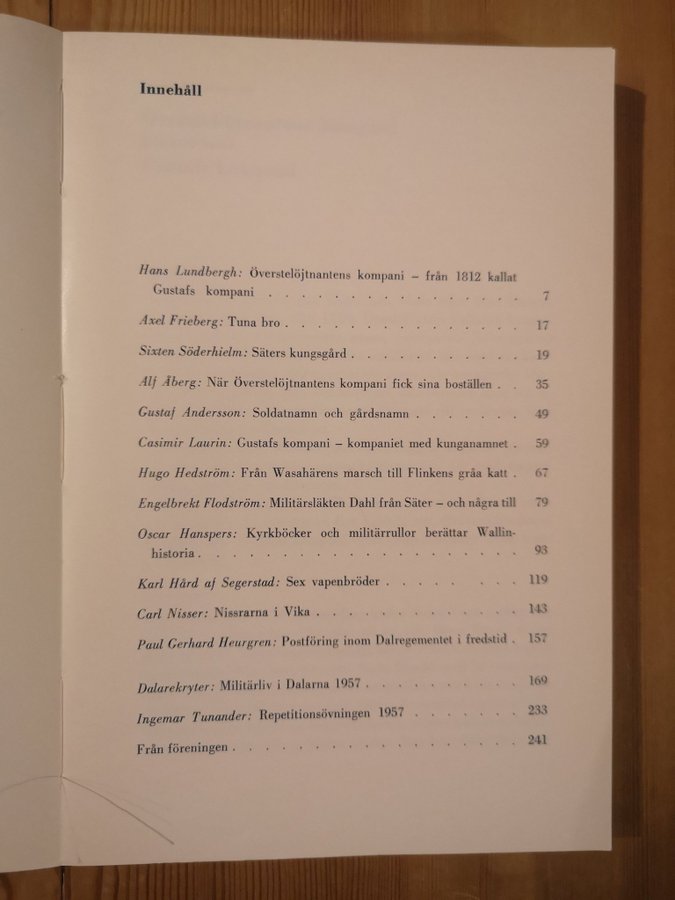 Innehåll
Hans Lundbergh: Överstelöjtnantens kompani – från 1812 kallat
Gustafs kompani . . . . . . . . . . . . . . . 7
Axel Frieberg: Tuna bro . . . . . . . . . . . . . 17
Sixten Söderhielm: Säters kungsgård . . . . . . . . . . 19
Alf Åberg: När Överstelöjtnantens kompani fick sina boställen . . 35
Gustaf Andersson: Soldatnamn och gårdsnamn . . . . . . . 49
Casimir Laurin: Gustafs kompani – kompaniet med kunganamnet . 59
Hugo Hedström: Från Wasahärens marsch till Flinkens gråa katt . 67
Engelbrekt Flodström: Militärsläkten Dahl från Säter – och några till 79
Oscar Hanspers: Kyrkböcker och militärrullor berättar Wallin-
historia . . . . . . . . . . . . . . . . . . 93
Karl Hård af Segerstad: Sex vapenbröder . . . . . . . . 119
Carl Nisser: Nissrarna i Vika . . . . . . . . . . . . 143
Paul Gerhard Heurgren: Postföring inom Dalregementet i fredstid . 157
Dalarekryter: Militärliv i Dalarna 1957 . . . . . . . . . 169
Ingemar Tunander: Repetitionsövningen 1957 . . . . . . . 233
Från föreningen . . . . . . . . . . . . . . . 241